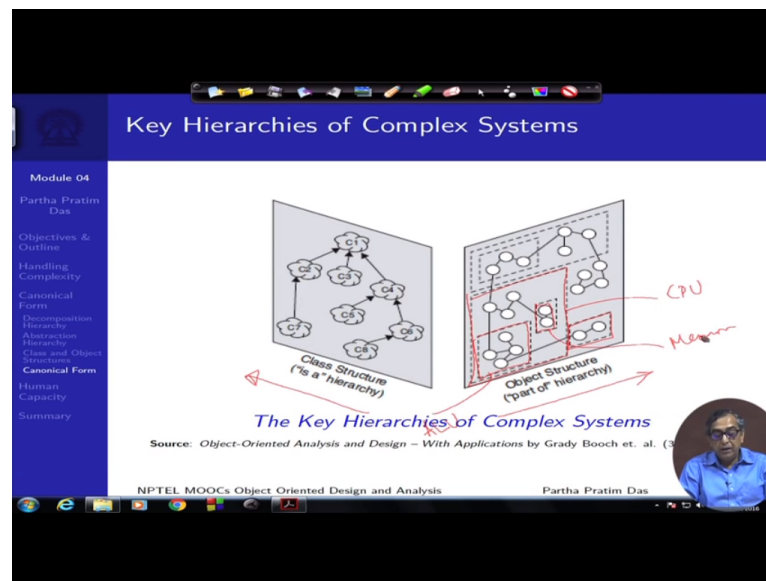 Key Hierarchies of Complex Systems
Module 04
Partha Pratim
Das
Objectives &
Outline
Handling
Complexity
Canonical
Form
Decomposition
Hierarchy
Abstraction
Hierarchy
Class and Object
Structures
Canonical Form
Human
Capacity
Summary
C1
C2
C3
C4
C5
C6
C7
C8
Class Structure
("is a" hierarchy)
Object Structure
("part of" hierarchy)
CPU
ALU
The Key Hierarchies of Complex Systems
Source: Object-Oriented Analysis and Design – With Applications by Grady Booch et. al. (3
NPTEL MOOCs Object Oriented Design and Analysis
Partha Pratim Das
2016